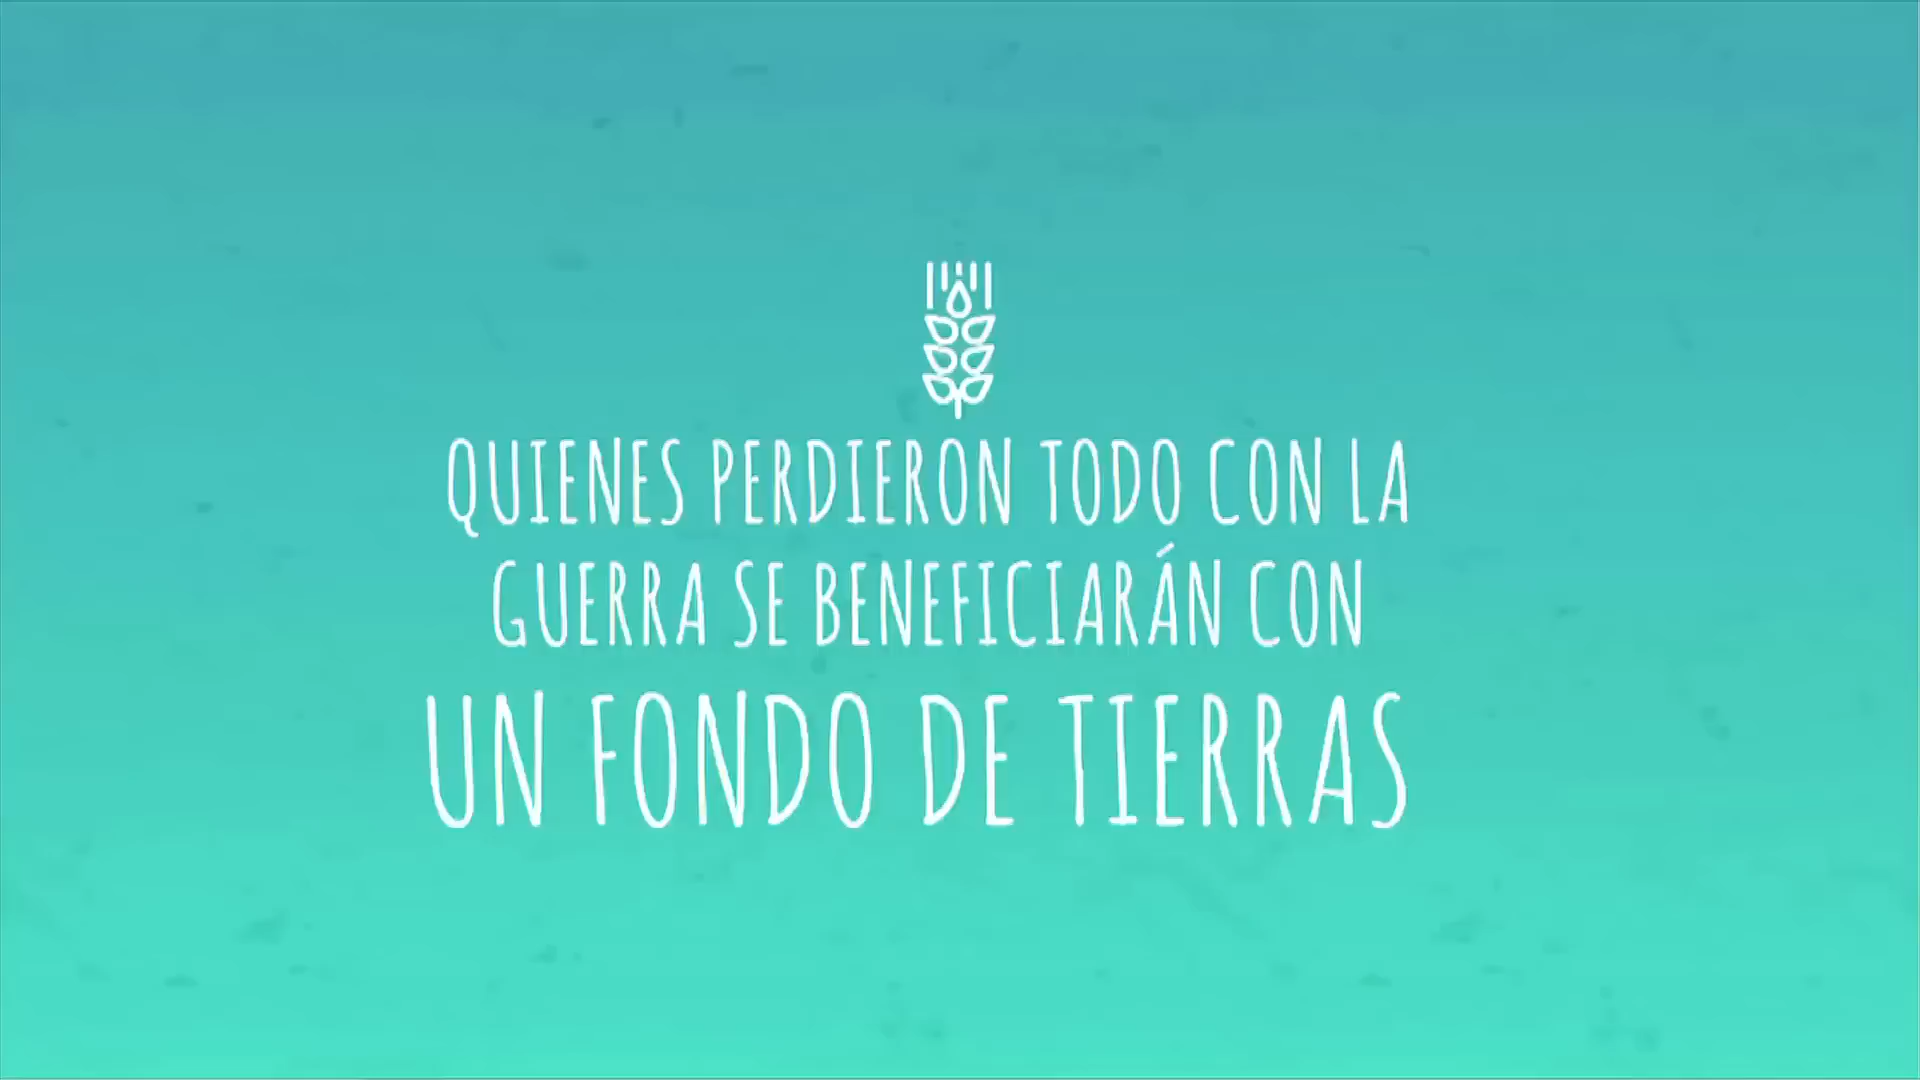 QUIENES PERDIERON TODO CON LA
GUERRA SE BENEFICIARÁN CON
UN FONDO DE TIERRAS